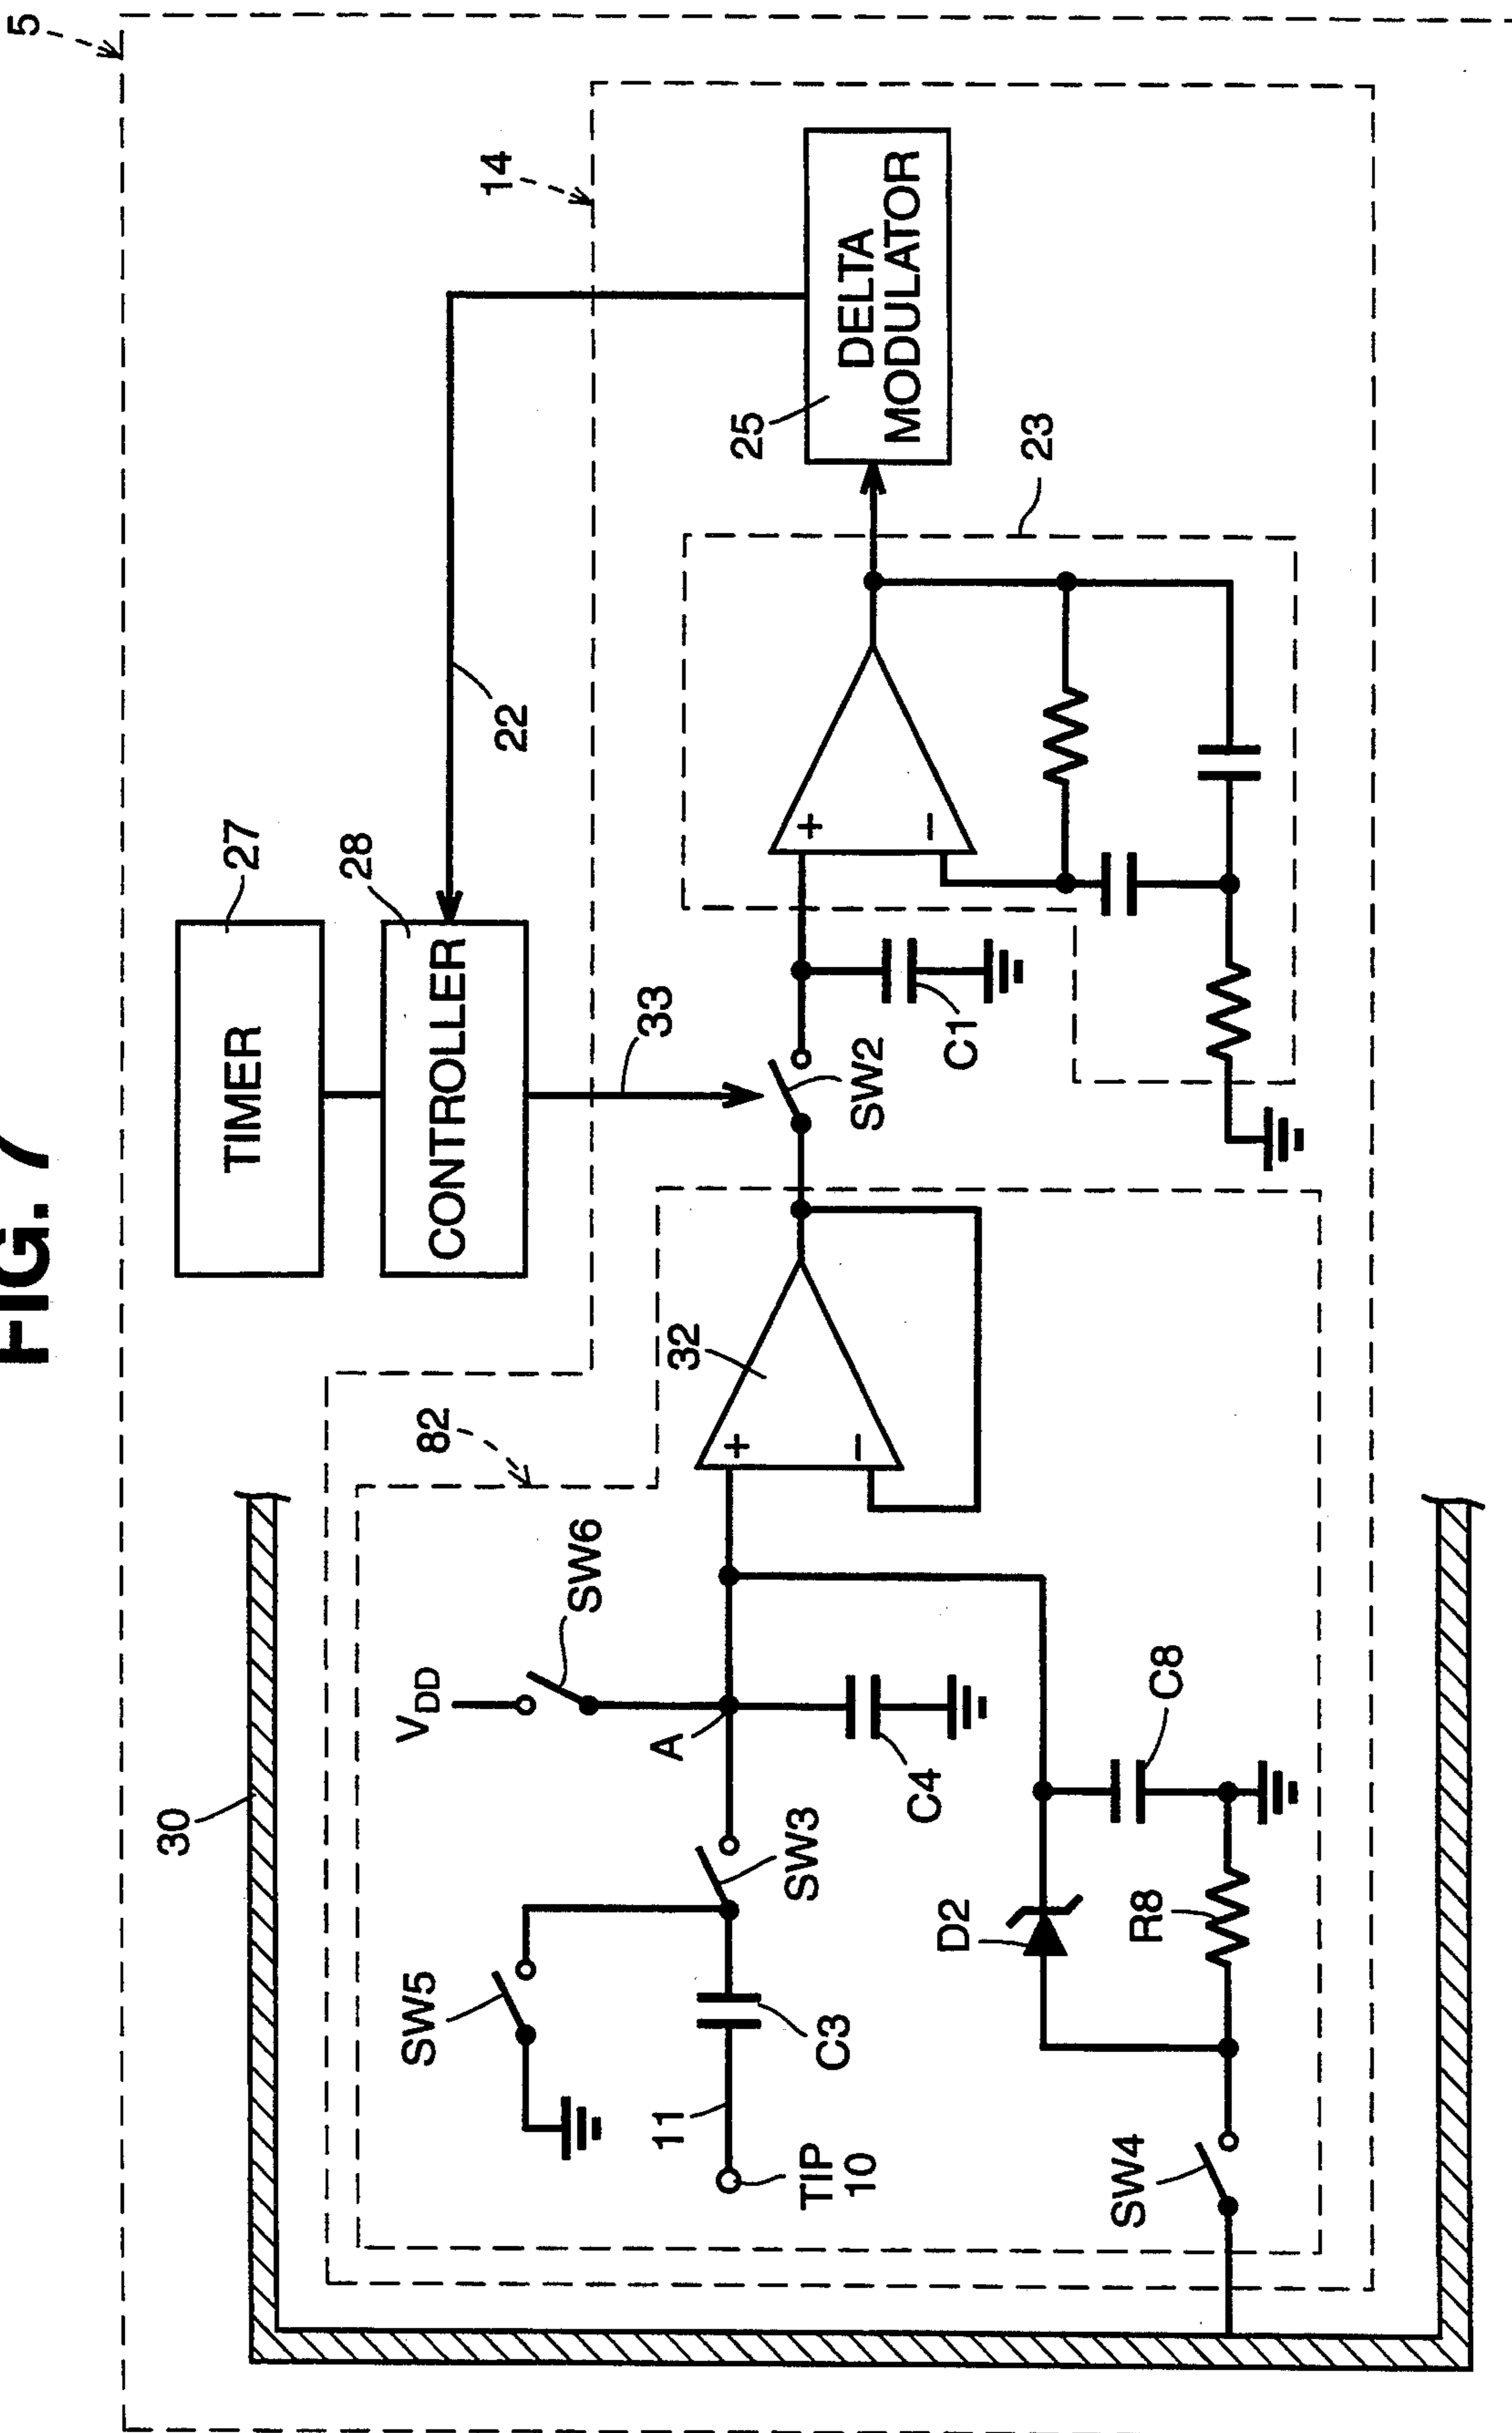 FIG. 7
5
14
27
TIMER
28
CONTROLLER
22
33
25
DELTA
MODULATOR
23
+
−
C1
SW2
82
32
+
−
30
SW6
VDD
A
C4
SW3
SW5
C3
11
TIP
10
C8
D2
R8
SW4